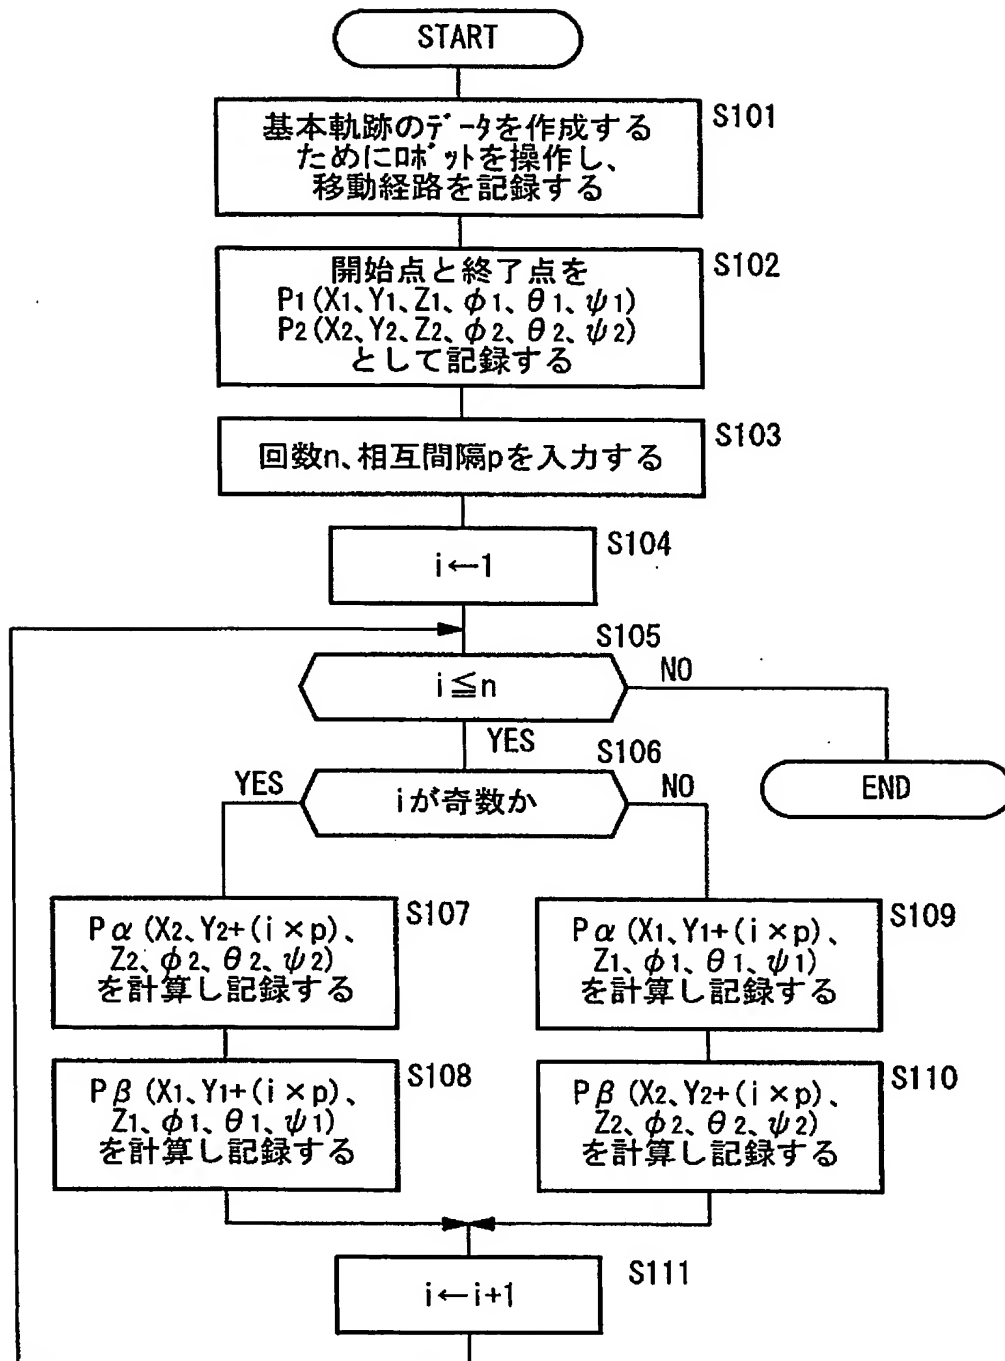 START
S101
基本軌跡のデータを作成する
ためにロボットを操作し、
移動経路を記録する
S102
開始点と終了点を
P1(X1、Y1、Z1、φ1、θ1、ψ1)
P2(X2、Y2、Z2、φ2、θ2、ψ2)
として記録する
S103
回数n、相互間隔pを入力する
S104
i←1
S105
i≦n
NO
YES
S106
iが奇数か
YES
NO
END
S107
Pα(X2、Y2+(i×p)、
Z2、φ2、θ2、ψ2)
を計算し記録する
S109
Pα(X1、Y1+(i×p)、
Z1、φ1、θ1、ψ1)
を計算し記録する
S108
Pβ(X1、Y1+(i×p)、
Z1、φ1、θ1、ψ1)
を計算し記録する
S110
Pβ(X2、Y2+(i×p)、
Z2、φ2、θ2、ψ2)
を計算し記録する
S111
i←i+1